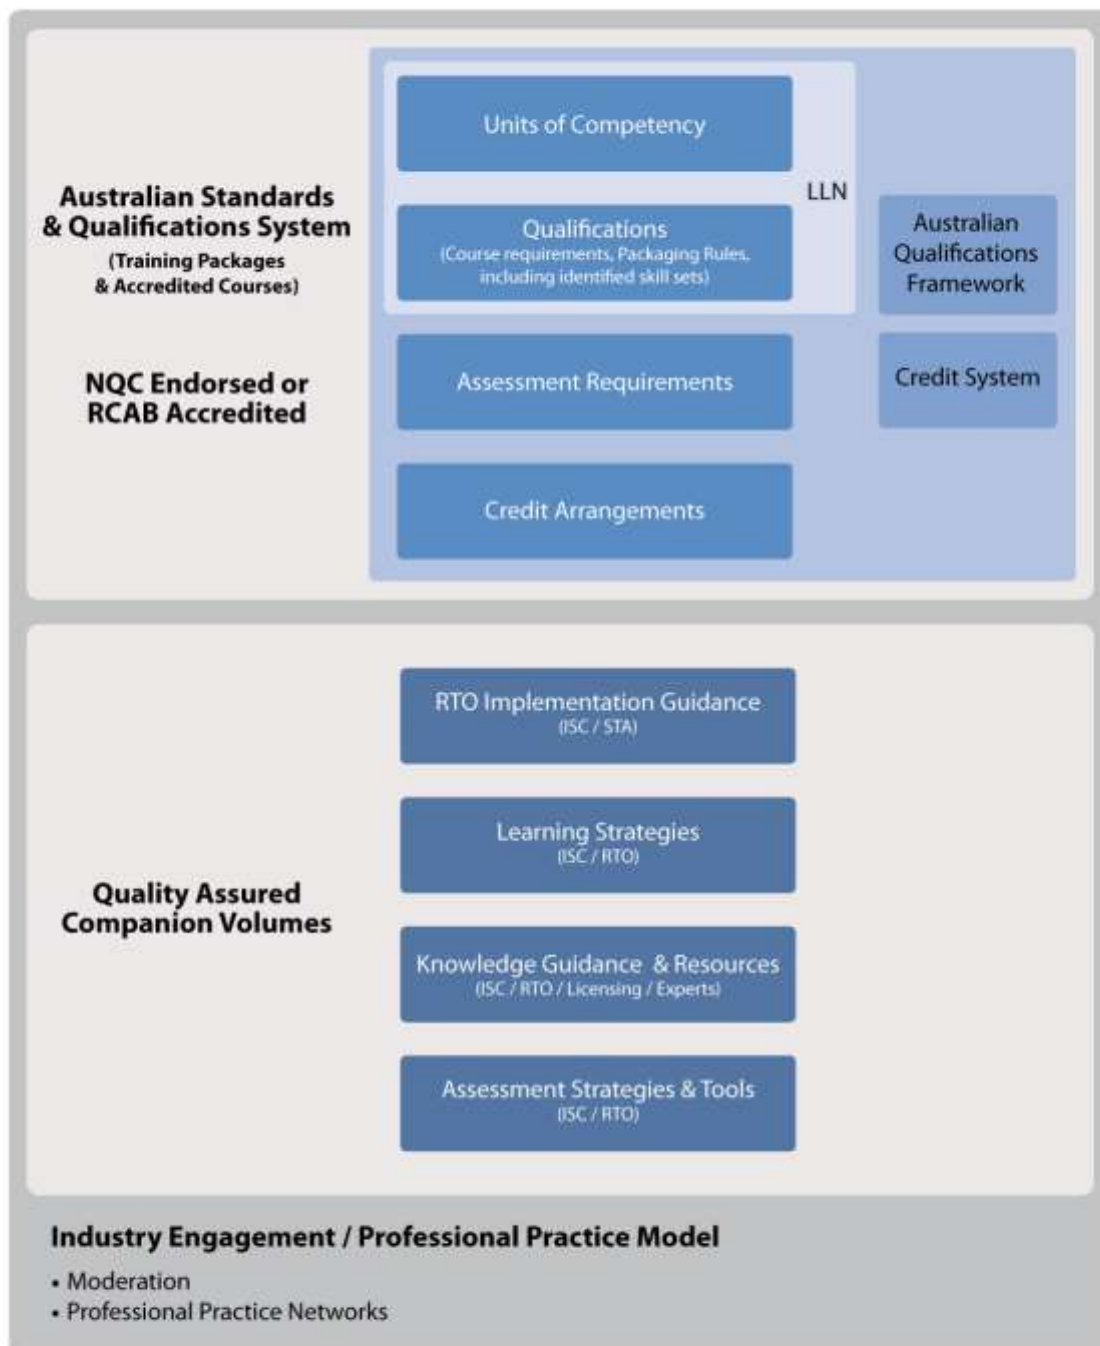 Australian Standards
& Qualifications System
(Training Packages
& Accredited Courses)
NQC Endorsed or
RCAB Accredited
Units of Competency
Qualifications
(Course requirements, Packaging Rules,
including identified skill sets)
LLN
Assessment Requirements
Credit Arrangements
Australian
Qualifications
Framework
Credit System
Quality Assured
Companion Volumes
RTO Implementation Guidance
(ISC / STA)
Learning Strategies
(ISC / RTO)
Knowledge Guidance & Resources
(ISC / RTO / Licensing / Experts)
Assessment Strategies & Tools
(ISC / RTO)
Industry Engagement / Professional Practice Model
• Moderation
• Professional Practice Networks